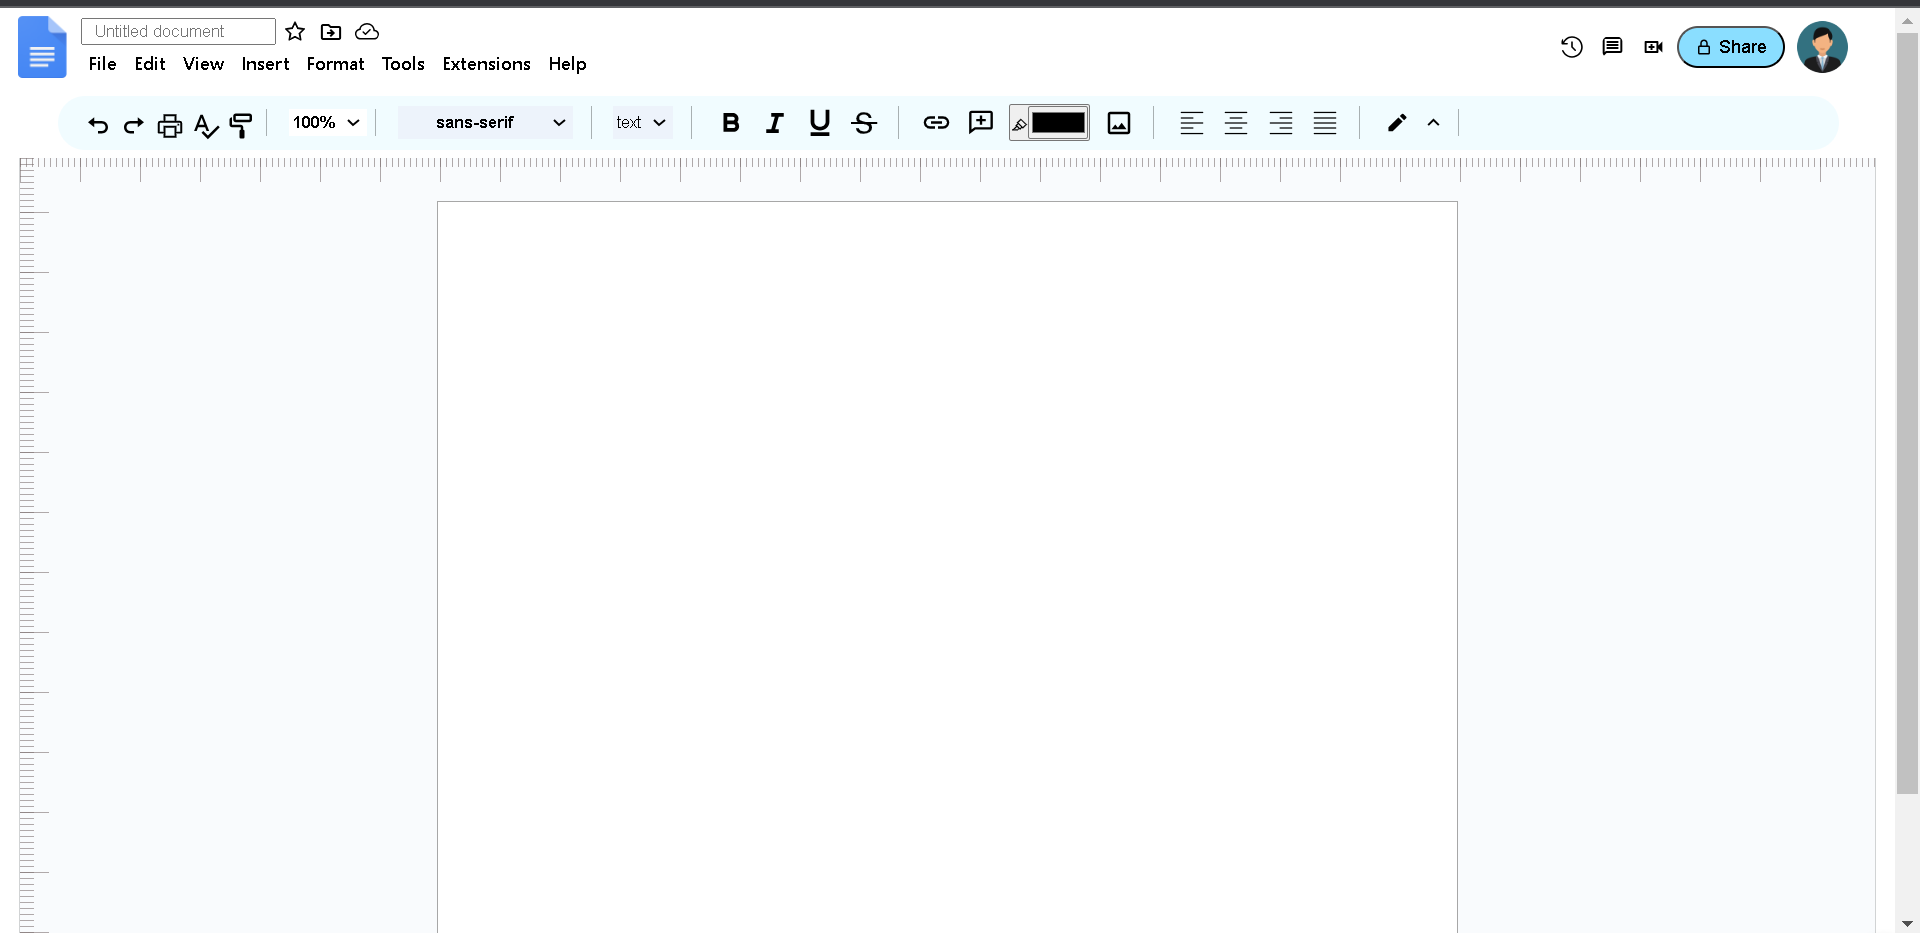 Untitled document
File Edit View Insert Format Tools Extensions Help
Share
100% sans-serif text B I U S